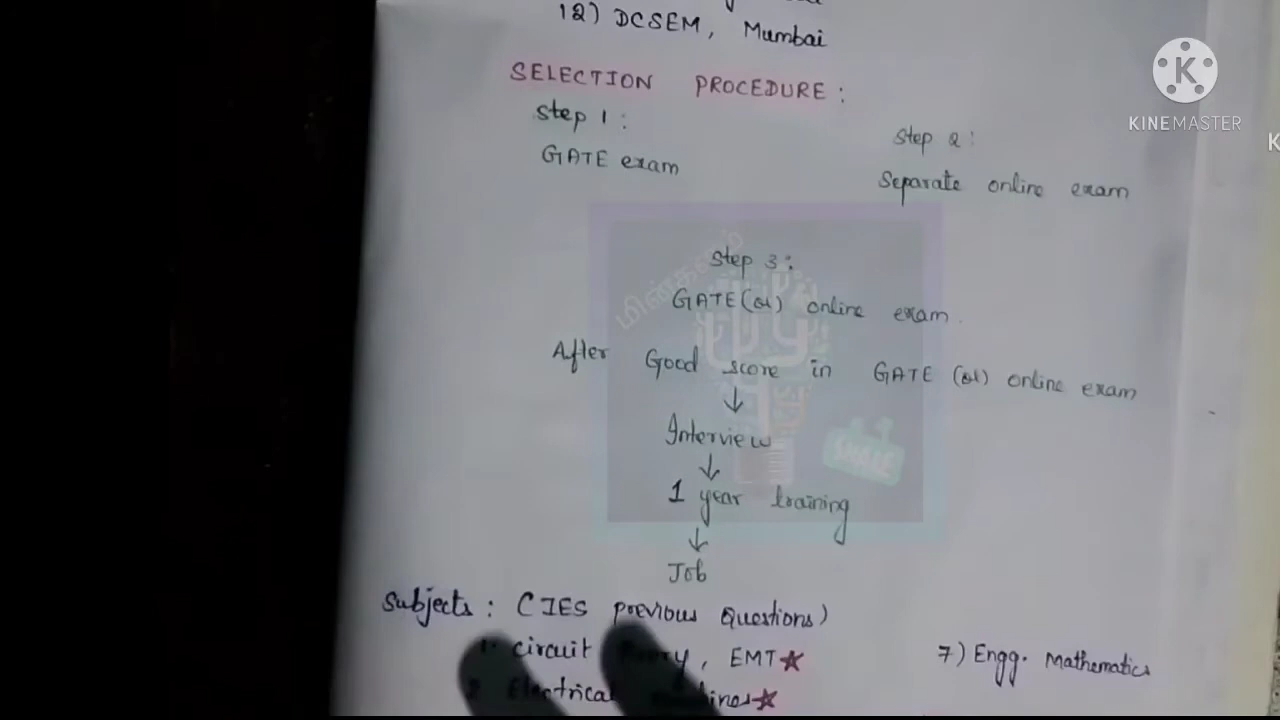 12) DCSEM, Mumbai
SELECTION PROCEDURE:
Step 1:
GATE exam
Step 2:
Separate online exam
Step 3:
GATE (or) online exam
After Good score in GATE (or) online exam
↓
Interview
↓
1 year training
↓
Job
Subjects: (IES previous Questions)
circuit , EMT★
Electrical ★
7) Engg. Mathematics
KINEMASTER
மின்தமிழ்
SHARE